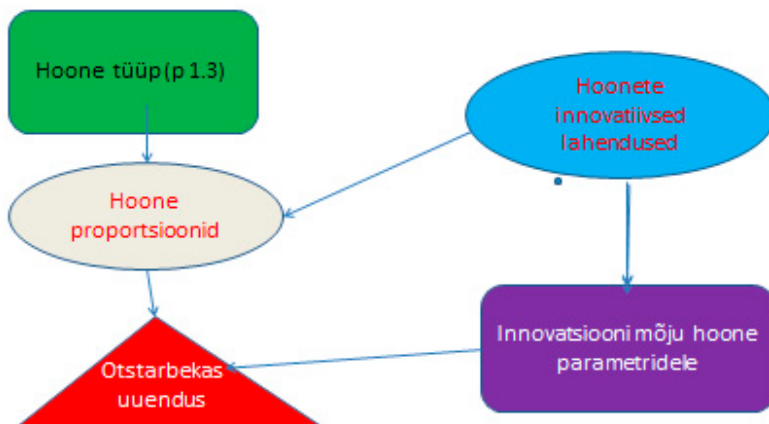 Hoone tüüp (p 1.3)
Hoonete
innovatiivsed
lahendused
Hoone
proportsioonid
Innovatsiooni mõju hoone
parametridele
Otstarbekas
uuendus